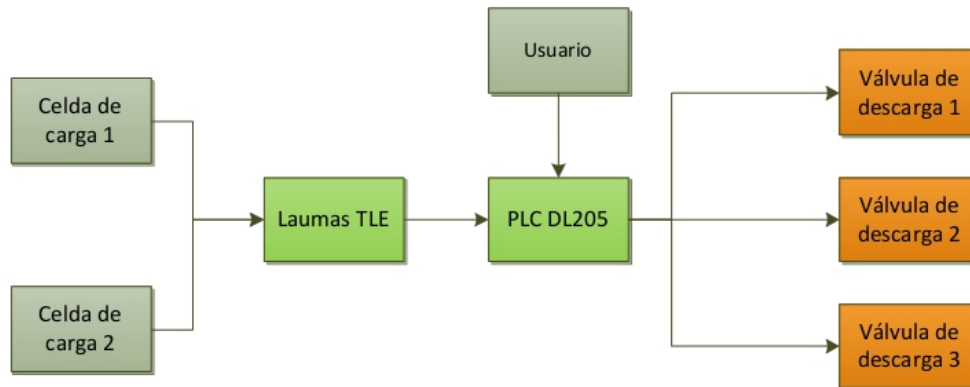 Usuario
Celda de
carga 1
Válvula de
descarga 1
Laumas TLE
PLC DL205
Válvula de
descarga 2
Celda de
carga 2
Válvula de
descarga 3